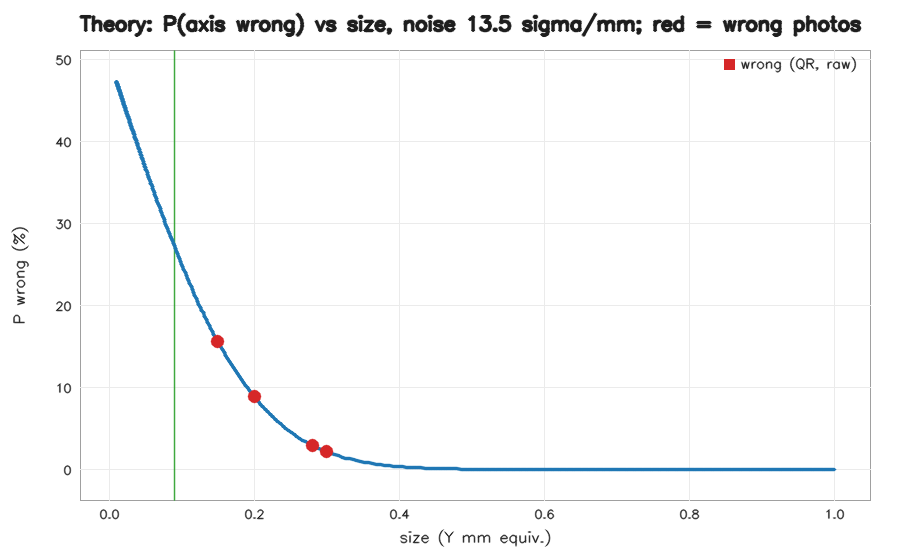 Theory: P(axis wrong) vs size, noise 13.5 sigma/mm; red = wrong photos
wrong (QR, raw)
50
40
30
20
10
0
P wrong (%)
0.0 0.2 0.4 0.6 0.8 1.0
size (Y mm equiv.)